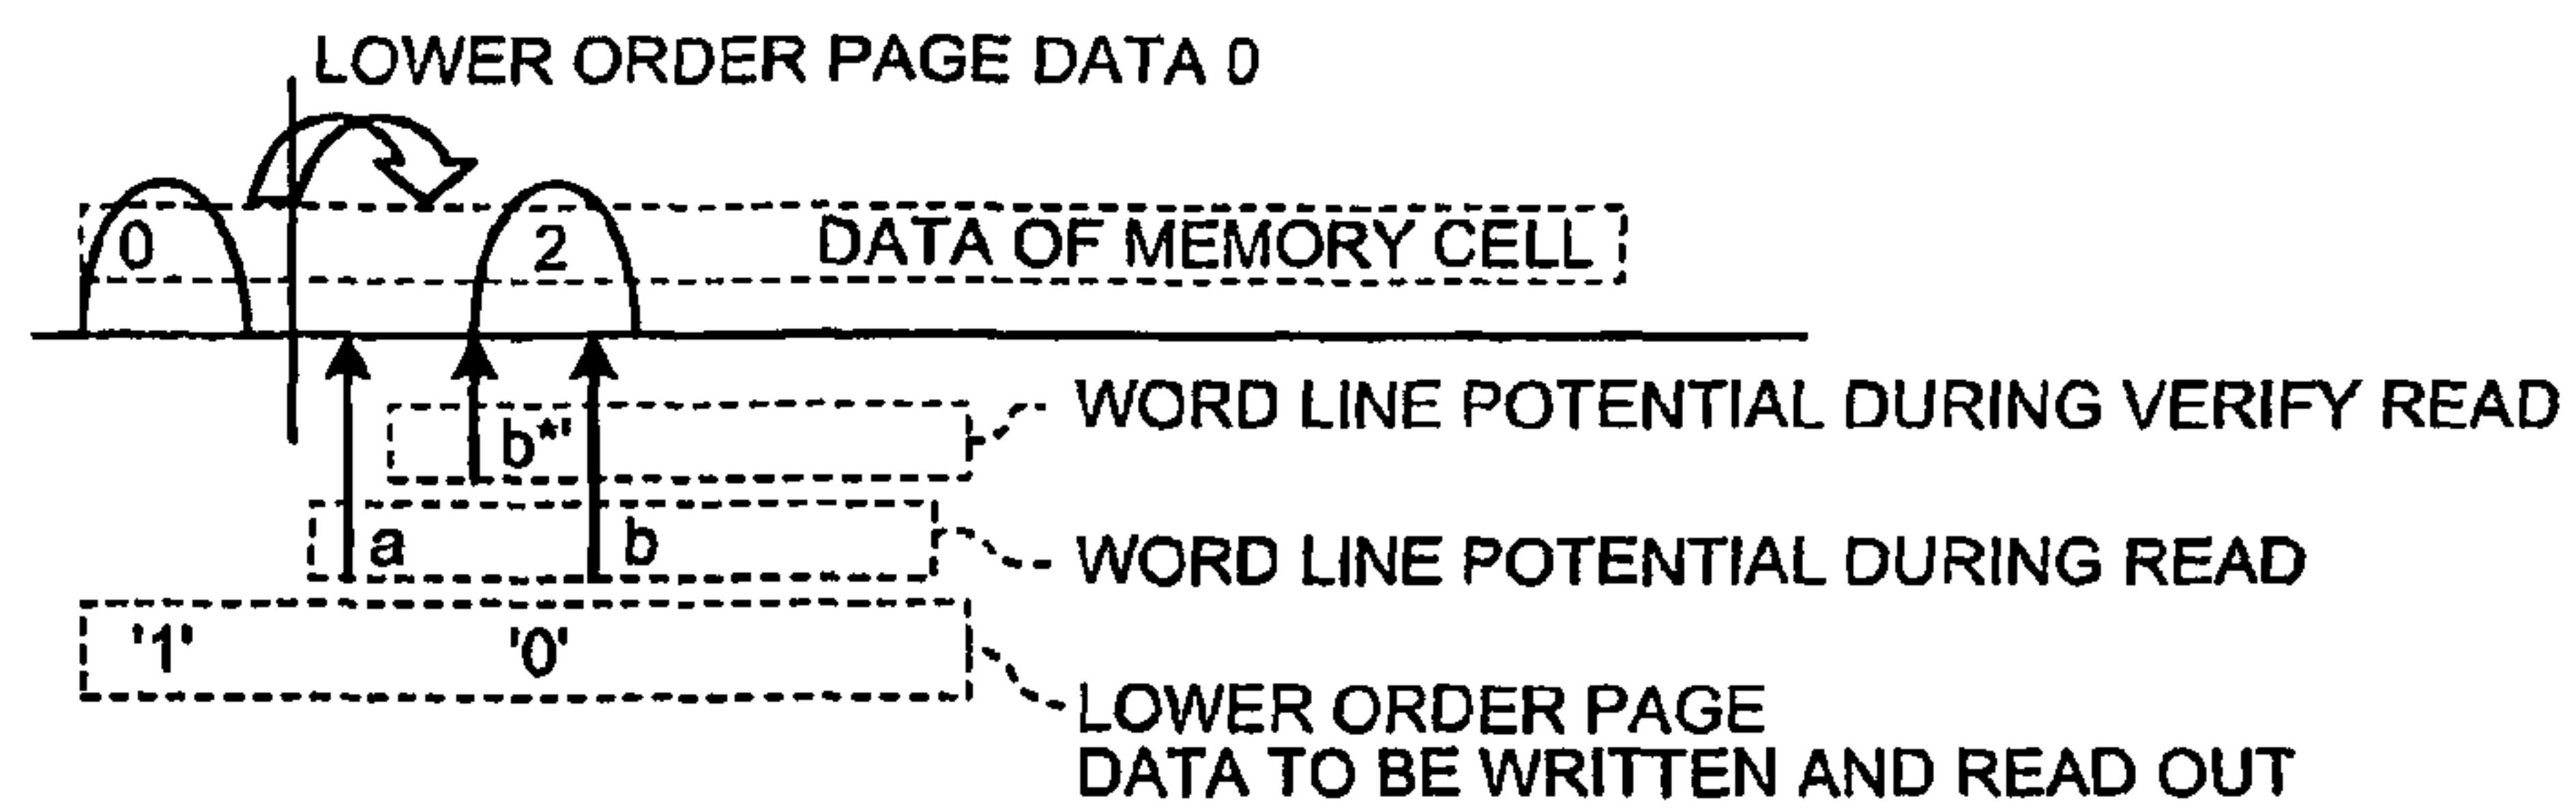 LOWER ORDER PAGE DATA 0
0 2 DATA OF MEMORY CELL
b*' WORD LINE POTENTIAL DURING VERIFY READ
a b WORD LINE POTENTIAL DURING READ
'1' '0'
LOWER ORDER PAGE
DATA TO BE WRITTEN AND READ OUT